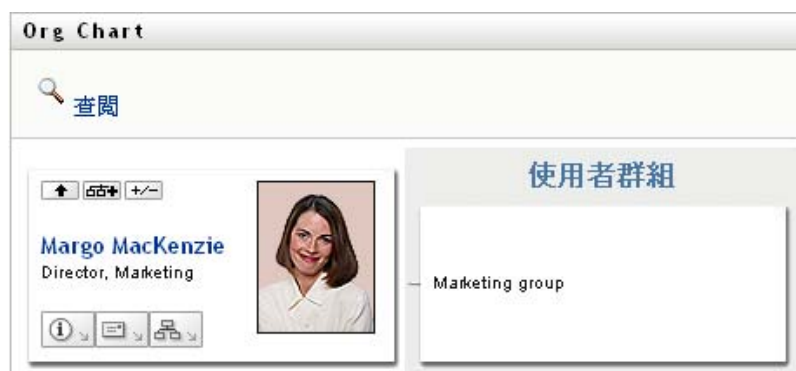 Org Chart
查閱
使用者群組
+/-
Margo MacKenzie
Director, Marketing
Marketing group